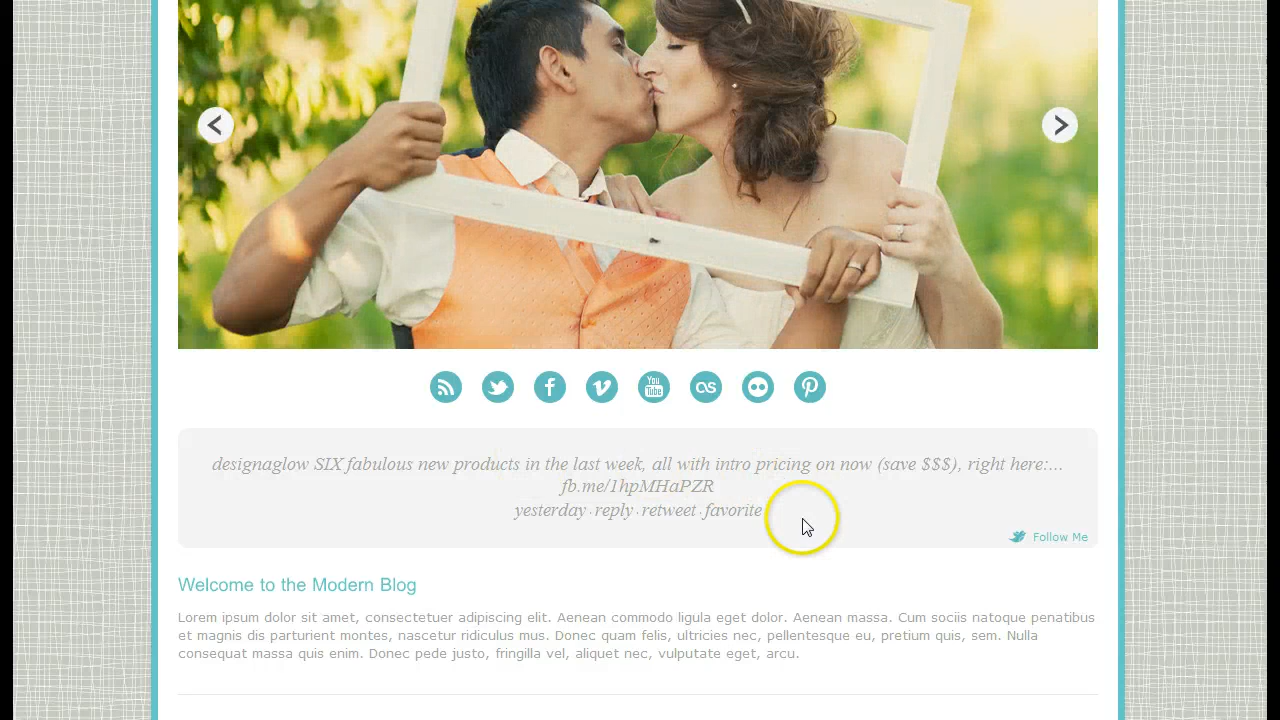 You
Tube
designaglow SIX fabulous new products in the last week, all with intro pricing on now (save $$$), right here:...
fb.me/1hpMHaPZR
yesterday · reply · retweet · favorite
Follow Me
Welcome to the Modern Blog
Lorem ipsum dolor sit amet, consectetuer adipiscing elit. Aenean commodo ligula eget dolor. Aenean massa. Cum sociis natoque penatibus
et magnis dis parturient montes, nascetur ridiculus mus. Donec quam felis, ultricies nec, pellentesque eu, pretium quis, sem. Nulla
consequat massa quis enim. Donec pede justo, fringilla vel, aliquet nec, vulputate eget, arcu.